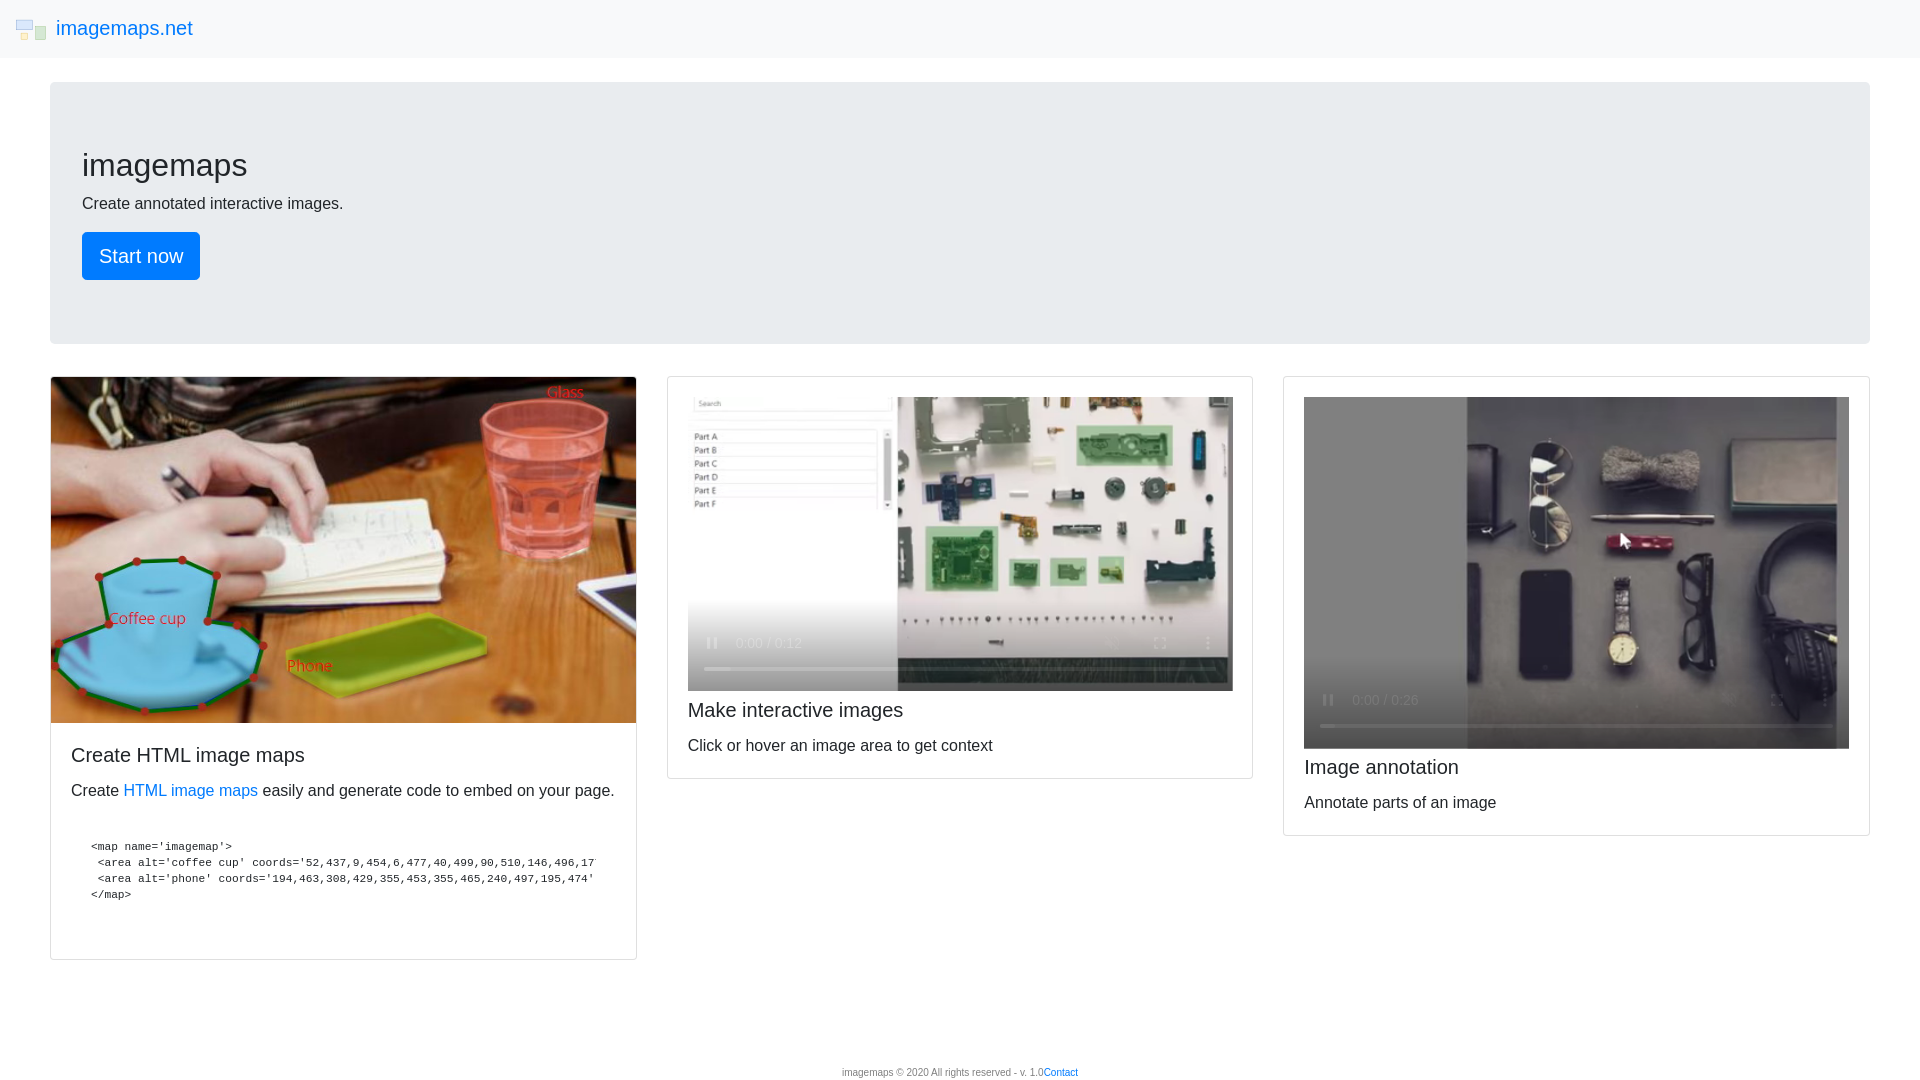 imagemaps.net
imagemaps
Create annotated interactive images.
Start now
Glass
Coffee cup
Phone
Create HTML image maps
Create HTML image maps easily and generate code to embed on your page.
<map name='imagemap'>
<area alt='coffee cup' coords='52,437,9,454,6,477,40,499,90,510,146,496,17
<area alt='phone' coords='194,463,308,429,355,453,355,465,240,497,195,474'
</map>
Search
Part A
Part B
Part C
Part D
Part E
Part F
0:00 / 0:12
Make interactive images
Click or hover an image area to get context
0:00 / 0:26
Image annotation
Annotate parts of an image
imagemaps © 2020 All rights reserved - v. 1.0Contact